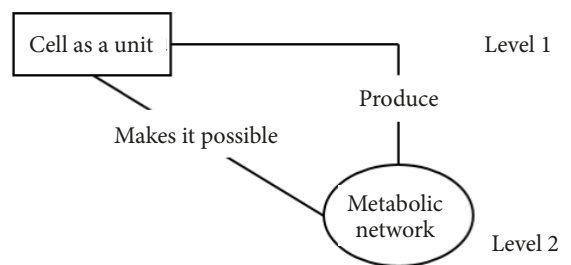 Cell as a unit
Level 1
Produce
Makes it possible
Metabolic
network
Level 2